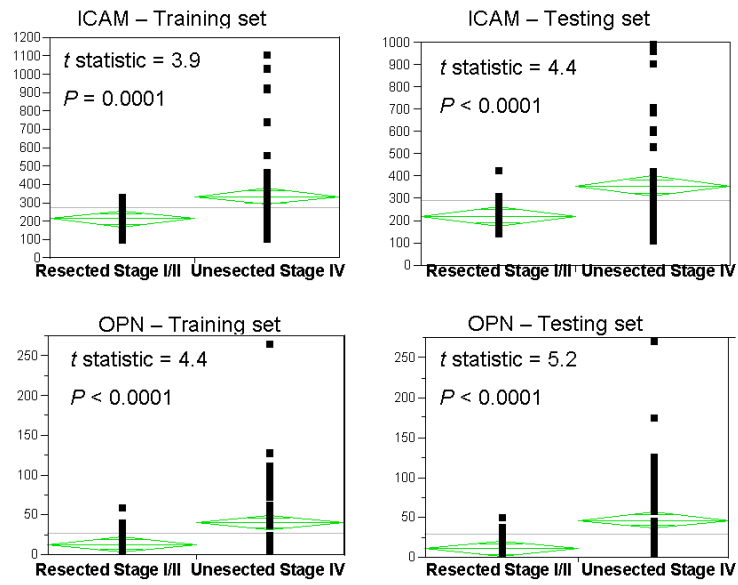 ICAM – Training set
1200
1100
1000
900
800
700
600
500
400
300
200
100
0
t statistic = 3.9
P = 0.0001
Resected Stage I/II Unesected Stage IV
ICAM – Testing set
1000
900
800
700
600
500
400
300
200
100
0
t statistic = 4.4
P < 0.0001
Resected Stage I/II Unesected Stage IV
OPN – Training set
250
200
150
100
50
0
t statistic = 4.4
P < 0.0001
Resected Stage I/II Unesected Stage IV
OPN – Testing set
250
200
150
100
50
0
t statistic = 5.2
P < 0.0001
Resected Stage I/II Unesected Stage IV